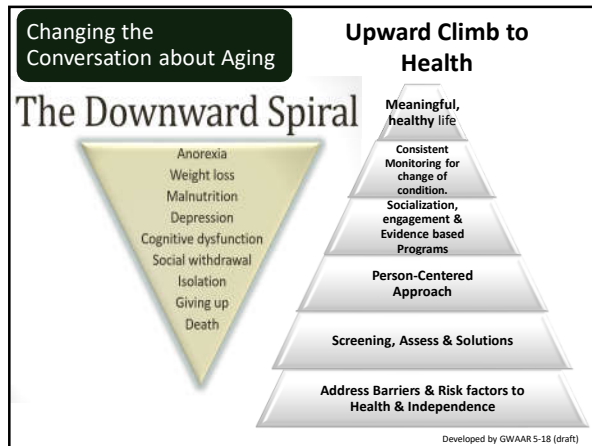 Changing the
Conversation about Aging
The Downward Spiral
Anorexia
Weight loss
Malnutrition
Depression
Cognitive dysfunction
Social withdrawal
Isolation
Giving up
Death
Upward Climb to
Health
Meaningful,
healthy life
Consistent
Monitoring for
change of
condition.
Socialization,
engagement &
Evidence based
Programs
Person-Centered
Approach
Screening, Assess & Solutions
Address Barriers & Risk factors to
Health & Independence
Developed by GWAAR 5-18 (draft)